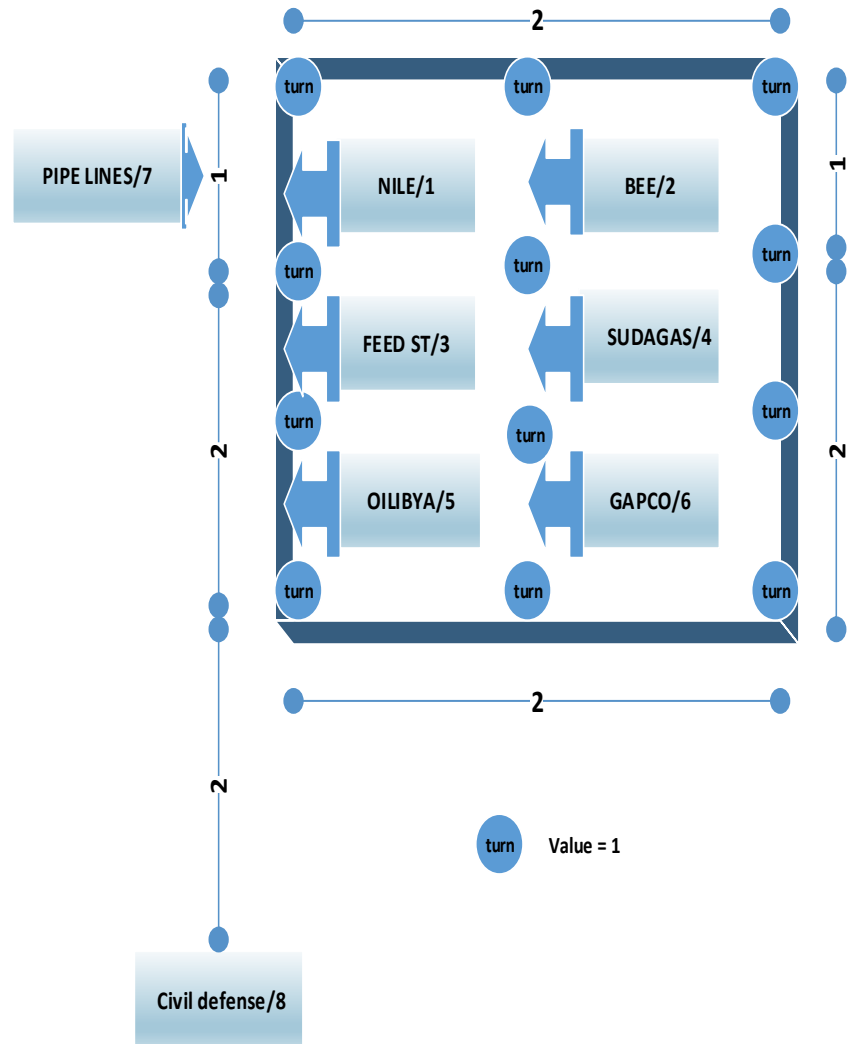 2
turn
turn
turn
1
PIPE LINES/7
NILE/1
BEE/2
1
turn
turn
turn
FEED ST/3
SUDAGAS/4
turn
turn
turn
2
2
OILIBYA/5
GAPCO/6
turn
turn
turn
2
2
turn
Value = 1
Civil defense/8